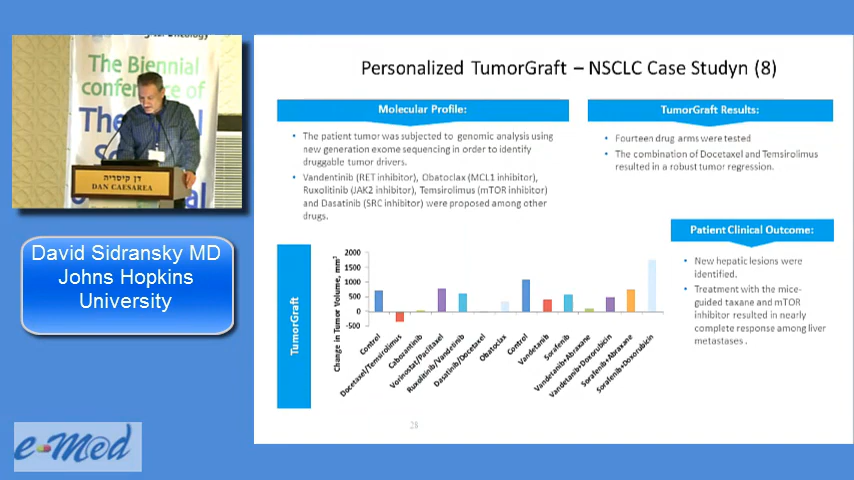 The Biennial
conference of
דן קיסריה
DAN CAESAREA
David Sidransky MD
Johns Hopkins
University
e-Med
Personalized TumorGraft – NSCLC Case Studyn (8)
Molecular Profile:
• The patient tumor was subjected to genomic analysis using
new generation exome sequencing in order to identify
druggable tumor drivers.
• Vandentinib (RET inhibitor), Obatoclax (MCL1 inhibitor),
Ruxolitinib (JAK2 inhibitor), Temsirolimus (mTOR inhibitor)
and Dasatinib (SRC inhibitor) were proposed among other
drugs.
TumorGraft Results:
• Fourteen drug arms were tested
• The combination of Docetaxel and Temsirolimus
resulted in a robust tumor regression.
Patient Clinical Outcome:
• New hepatic lesions were
identified.
• Treatment with the mice-
guided taxane and mTOR
inhibitor resulted in nearly
complete response among liver
metastases .
TumorGraft
Change in Tumor Volume, mm³
2000
1500
1000
500
0
-500
Control
Docetaxel/Temsirolimus
Cabozantinib
Vorinostat/Paclitaxel
Ruxolitinib/Vandetinib
Dasatinib/Docetaxel
Obatoclax
Control
Vandetanib
Sorafenib
Vandetanib+Abraxane
Vandetanib+Doxorubicin
Sorafenib+Abraxane
Sorafenib+Doxorubicin
28